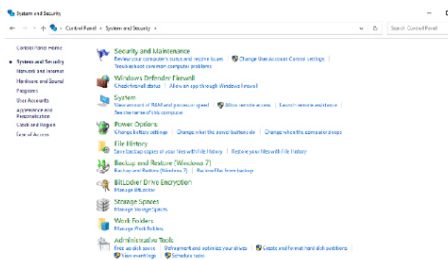 System and Security
Control Panel › System and Security
Search Control Panel
Control Panel Home
System and Security
Network and Internet
Hardware and Sound
Programs
User Accounts
Appearance and Personalization
Clock and Region
Ease of Access
Security and Maintenance
Review your computer's status and resolve issues | Change User Account Control settings
Troubleshoot common computer problems
Windows Defender Firewall
Check firewall status | Allow an app through Windows Firewall
System
View amount of RAM and processor speed | Allow remote access | Launch remote assistance
See the name of this computer
Power Options
Change battery settings | Change what the power buttons do | Change when the computer sleeps
File History
Save backup copies of your files with File History | Restore your files with File History
Backup and Restore (Windows 7)
Backup and Restore (Windows 7) | Restore files from backup
BitLocker Drive Encryption
Manage BitLocker
Storage Spaces
Manage Storage Spaces
Work Folders
Manage Work Folders
Administrative Tools
Free up disk space | Defragment and optimize your drives | Create and format hard disk partitions
View event logs | Schedule tasks